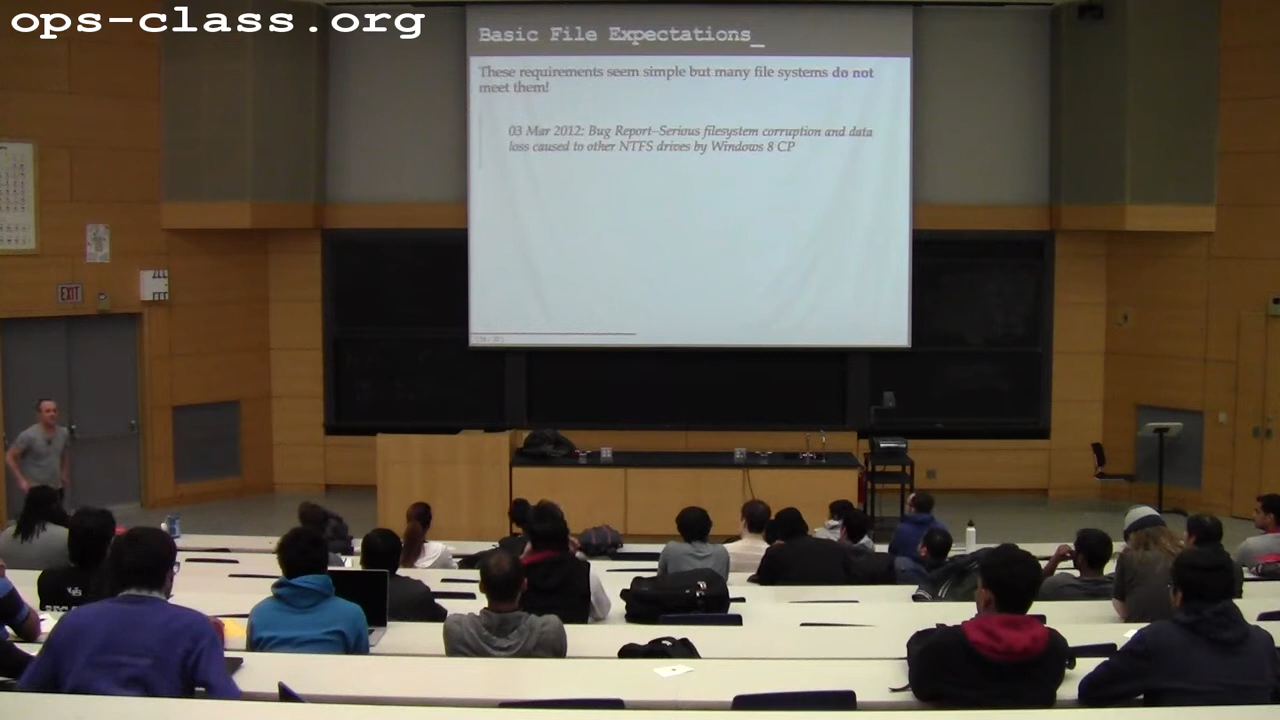 ops-class.org
Basic File Expectations_
These requirements seem simple but many file systems do not
meet them!
03 Mar 2012: Bug Report–Serious filesystem corruption and data
loss caused to other NTFS drives by Windows 8 CP
EXIT